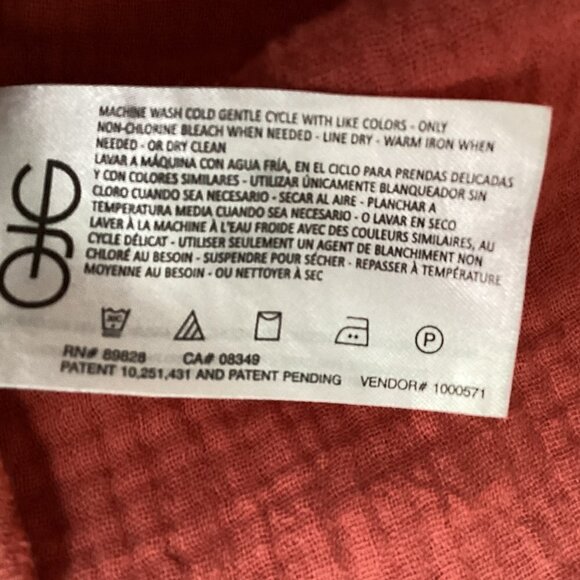 MACHINE WASH COLD GENTLE CYCLE WITH LIKE COLORS - ONLY
NON-CHLORINE BLEACH WHEN NEEDED - LINE DRY - WARM IRON WHEN
NEEDED - OR DRY CLEAN
LAVAR A MÁQUINA CON AGUA FRÍA, EN EL CICLO PARA PRENDAS DELICADAS
Y CON COLORES SIMILARES - UTILIZAR ÚNICAMENTE BLANQUEADOR SIN
CLORO CUANDO SEA NECESARIO - SECAR AL AIRE - PLANCHAR A
TEMPERATURA MEDIA CUANDO SEA NECESARIO - O LAVAR EN SECO
LAVER À LA MACHINE À L'EAU FROIDE AVEC DES COULEURS SIMILAIRES, AU
CYCLE DÉLICAT - UTILISER SEULEMENT UN AGENT DE BLANCHIMENT NON
CHLORÉ AU BESOIN - SUSPENDRE POUR SÉCHER - REPASSER À TEMPÉRATURE
MOYENNE AU BESOIN - OU NETTOYER À SEC
P
RN# 89828 CA# 08349
PATENT 10,251,431 AND PATENT PENDING VENDOR# 1000571